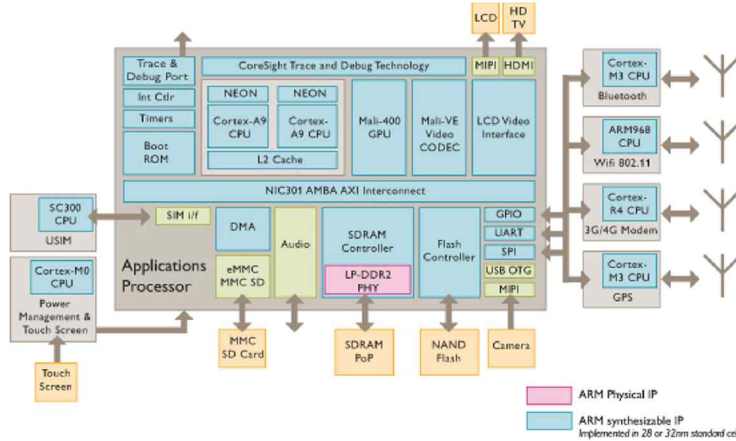 LCD
HD
TV
Trace &
Debug Port
CoreSight Trace and Debug Technology
MIPI
HDMI
Int Ctlr
Timers
Boot
ROM
NEON
NEON
Cortex-A9
CPU
Cortex-A9
CPU
L2 Cache
Mali-400
GPU
Mali-VE
Video
CODEC
LCD Video
Interface
NIC301 AMBA AXI Interconnect
Cortex-
M3 CPU
Bluetooth
ARM968
CPU
Wifi 802.11
Cortex-
R4 CPU
3G/4G Modem
Cortex-
M3 CPU
GPS
SC300
CPU
USIM
SIM i/f
DMA
eMMC
MMC SD
Audio
SDRAM
Controller
LP-DDR2
PHY
Flash
Controller
GPIO
UART
SPI
USB OTG
MIPI
Applications
Processor
Cortex-M0
CPU
Power
Management &
Touch Screen
Touch
Screen
MMC
SD Card
SDRAM
PoP
NAND
Flash
Camera
ARM Physical IP
ARM synthesizable IP
Implemented in 28 or 32nm standard cel